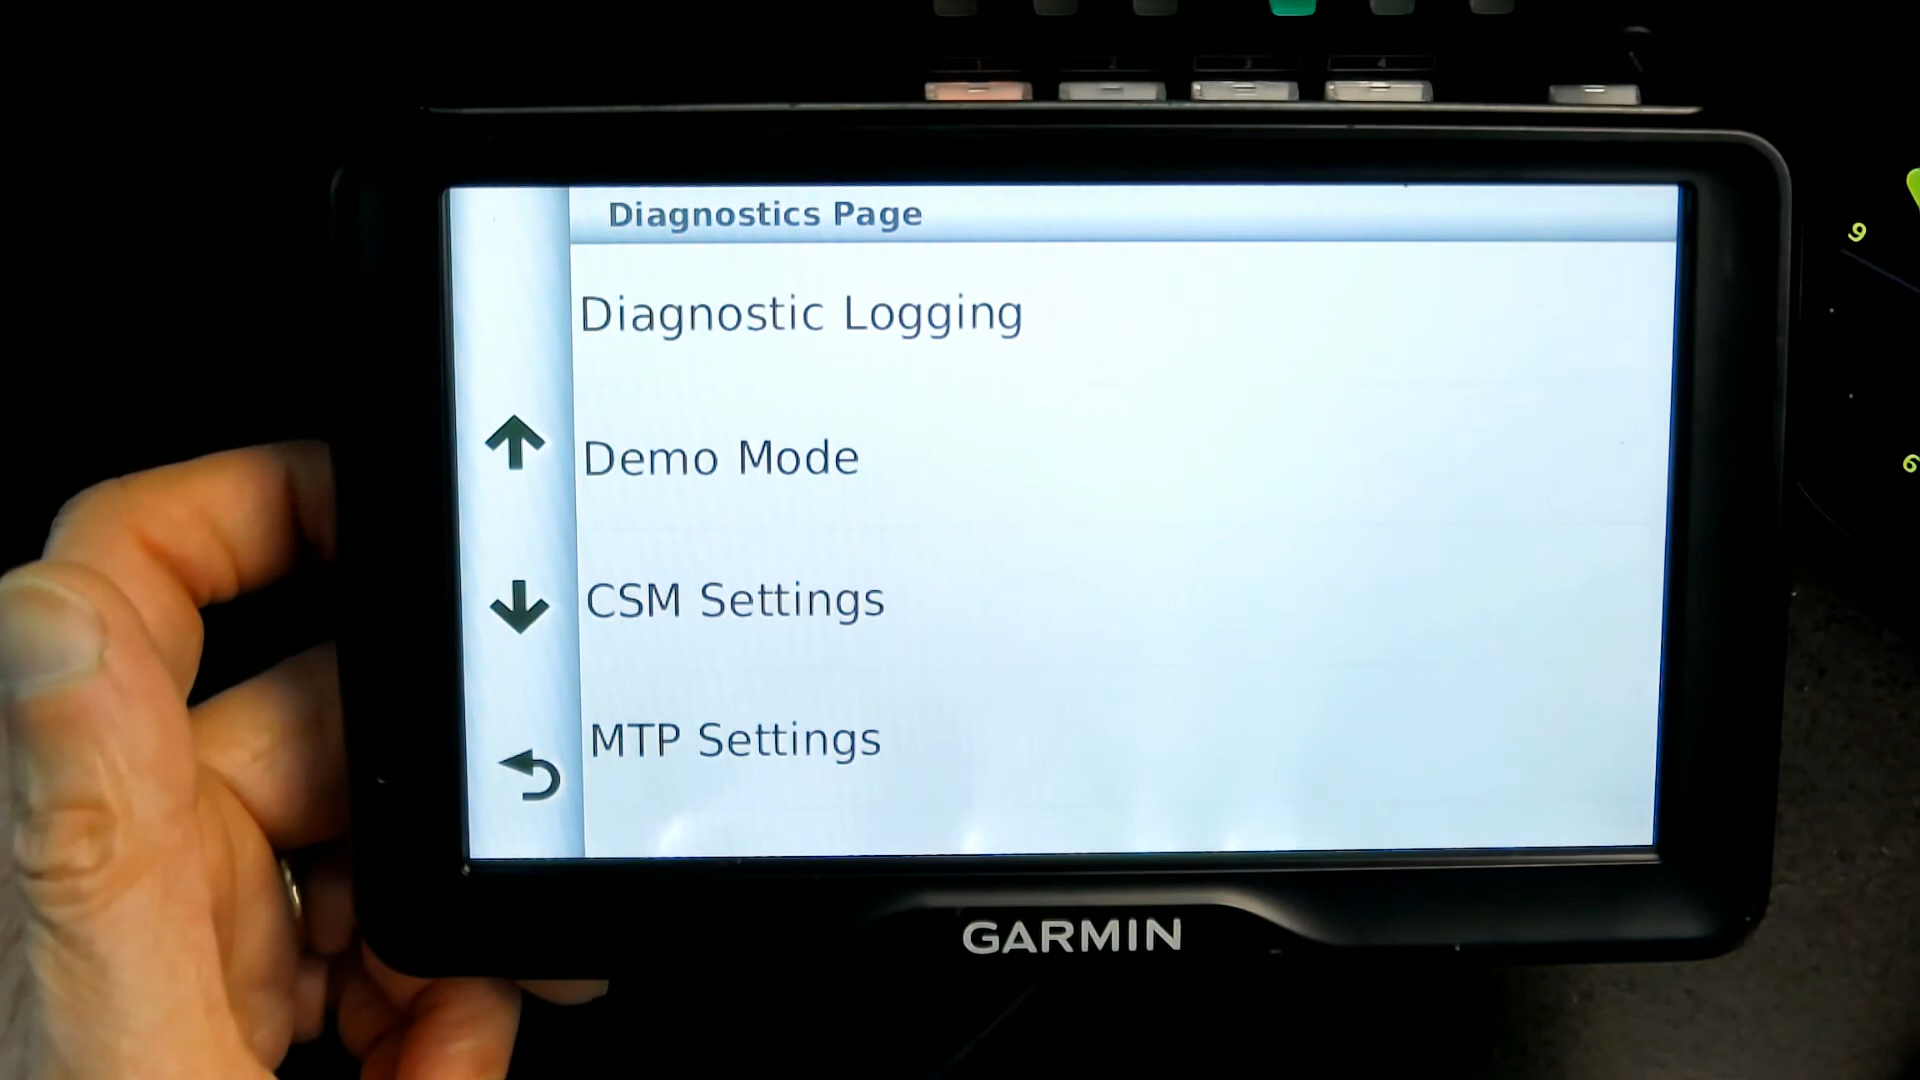 Diagnostics Page
Diagnostic Logging
Demo Mode
CSM Settings
MTP Settings
GARMIN